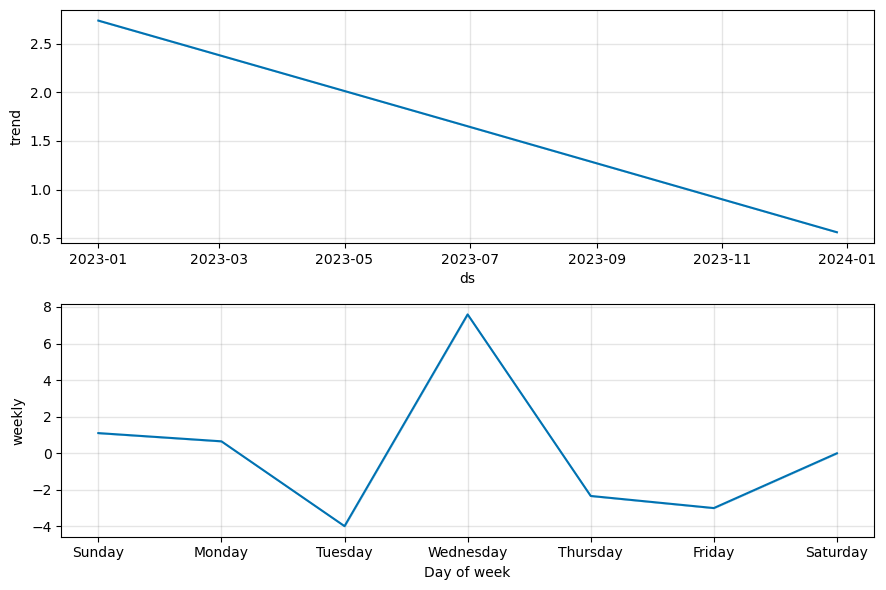 trend
2.5
2.0
1.5
1.0
0.5
2023-01 2023-03 2023-05 2023-07 2023-09 2023-11 2024-01
ds
weekly
8
6
4
2
0
−2
−4
Sunday Monday Tuesday Wednesday Thursday Friday Saturday
Day of week